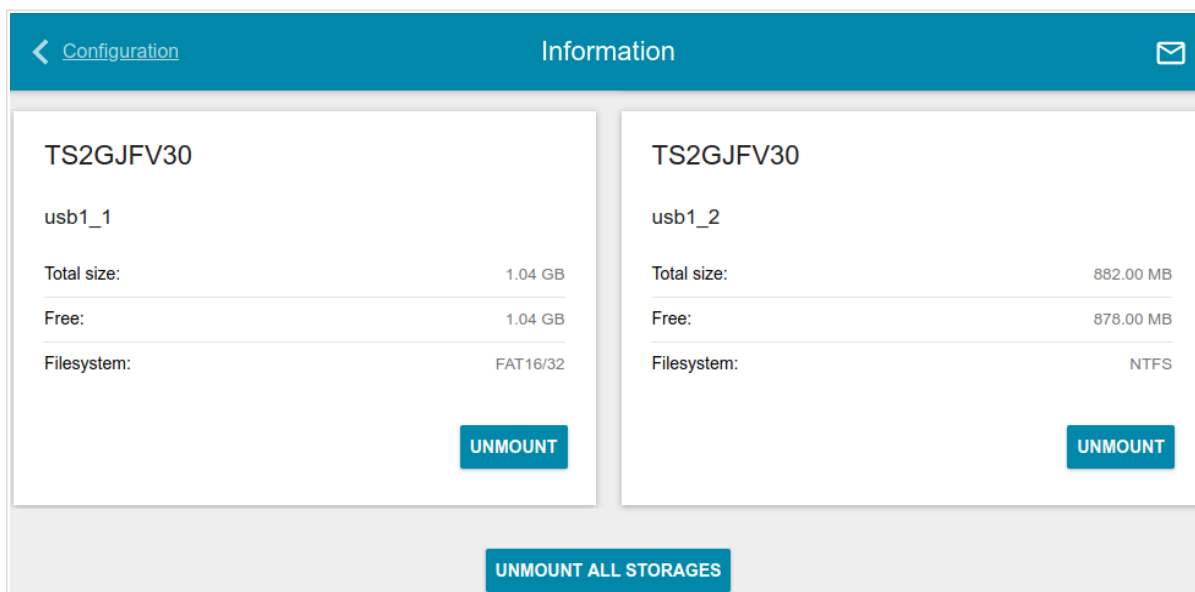 Configuration
Information
TS2GJFV30
usb1_1
Total size: 1.04 GB
Free: 1.04 GB
Filesystem: FAT16/32
UNMOUNT
TS2GJFV30
usb1_2
Total size: 882.00 MB
Free: 878.00 MB
Filesystem: NTFS
UNMOUNT
UNMOUNT ALL STORAGES